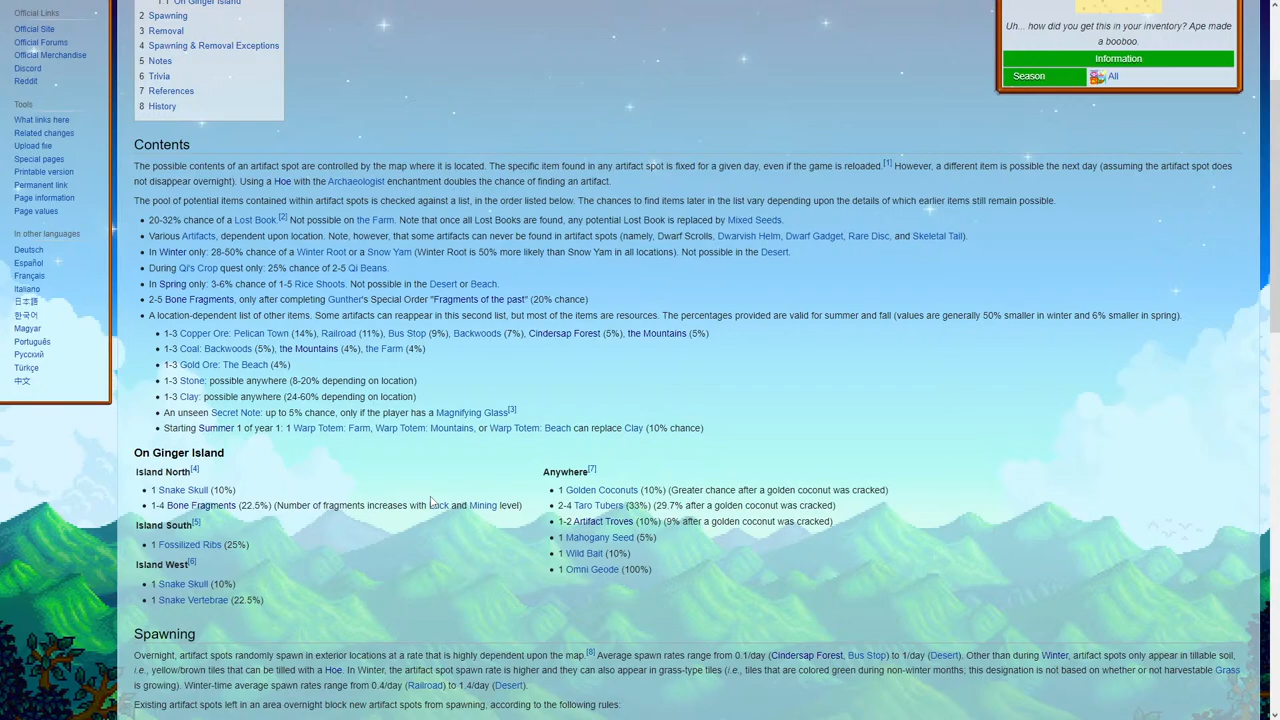 Official Links
Official Site
Official Forums
Official Merchandise
Discord
Reddit
Tools
What links here
Related changes
Upload file
Special pages
Printable version
Permanent link
Page information
Page values
In other languages
Deutsch
Español
Français
Italiano
日本語
한국어
Magyar
Português
Русский
Türkçe
中文
1.1 On Ginger Island
2 Spawning
3 Removal
4 Spawning & Removal Exceptions
5 Notes
6 Trivia
7 References
8 History
Uh... how did you get this in your inventory? Ape made
a booboo.
Information
Season All
Contents
The possible contents of an artifact spot are controlled by the map where it is located. The specific item found in any artifact spot is fixed for a given day, even if the game is reloaded.[1] However, a different item is possible the next day (assuming the artifact spot does
not disappear overnight). Using a Hoe with the Archaeologist enchantment doubles the chance of finding an artifact.
The pool of potential items contained within artifact spots is checked against a list, in the order listed below. The chances to find items later in the list vary depending upon the details of which earlier items still remain possible.
• 20-32% chance of a Lost Book.[2] Not possible on the Farm. Note that once all Lost Books are found, any potential Lost Book is replaced by Mixed Seeds.
• Various Artifacts, dependent upon location. Note, however, that some artifacts can never be found in artifact spots (namely, Dwarf Scrolls, Dwarvish Helm, Dwarf Gadget, Rare Disc, and Skeletal Tail).
• In Winter only: 28-50% chance of a Winter Root or a Snow Yam (Winter Root is 50% more likely than Snow Yam in all locations). Not possible in the Desert.
• During Qi's Crop quest only: 25% chance of 2-5 Qi Beans.
• In Spring only: 3-6% chance of 1-5 Rice Shoots. Not possible in the Desert or Beach.
• 2-5 Bone Fragments, only after completing Gunther's Special Order "Fragments of the past" (20% chance)
• A location-dependent list of other items. Some artifacts can reappear in this second list, but most of the items are resources. The percentages provided are valid for summer and fall (values are generally 50% smaller in winter and 6% smaller in spring).
• 1-3 Copper Ore: Pelican Town (14%), Railroad (11%), Bus Stop (9%), Backwoods (7%), Cindersap Forest (5%), the Mountains (5%)
• 1-3 Coal: Backwoods (5%), the Mountains (4%), the Farm (4%)
• 1-3 Gold Ore: The Beach (4%)
• 1-3 Stone: possible anywhere (8-20% depending on location)
• 1-3 Clay: possible anywhere (24-60% depending on location)
• An unseen Secret Note: up to 5% chance, only if the player has a Magnifying Glass[3]
• Starting Summer 1 of year 1: 1 Warp Totem: Farm, Warp Totem: Mountains, or Warp Totem: Beach can replace Clay (10% chance)
On Ginger Island
Island North[4]
• 1 Snake Skull (10%)
• 1-4 Bone Fragments (22.5%) (Number of fragments increases with Luck and Mining level)
Island South[5]
• 1 Fossilized Ribs (25%)
Island West[6]
• 1 Snake Skull (10%)
• 1 Snake Vertebrae (22.5%)
Anywhere[7]
• 1 Golden Coconuts (10%) (Greater chance after a golden coconut was cracked)
• 2-4 Taro Tubers (33%) (29.7% after a golden coconut was cracked)
• 1-2 Artifact Troves (10%) (9% after a golden coconut was cracked)
• 1 Mahogany Seed (5%)
• 1 Wild Bait (10%)
• 1 Omni Geode (100%)
Spawning
Overnight, artifact spots randomly spawn in exterior locations at a rate that is highly dependent upon the map.[8] Average spawn rates range from 0.1/day (Cindersap Forest, Bus Stop) to 1/day (Desert). Other than during Winter, artifact spots only appear in tillable soil,
i.e., yellow/brown tiles that can be tilled with a Hoe. In Winter, the artifact spot spawn rate is higher and they can also appear in grass-type tiles (i.e., tiles that are colored green during non-winter months; this designation is not based on whether or not harvestable Grass
is growing). Winter-time average spawn rates range from 0.4/day (Railroad) to 1.4/day (Desert).
Existing artifact spots left in an area overnight block new artifact spots from spawning, according to the following rules: